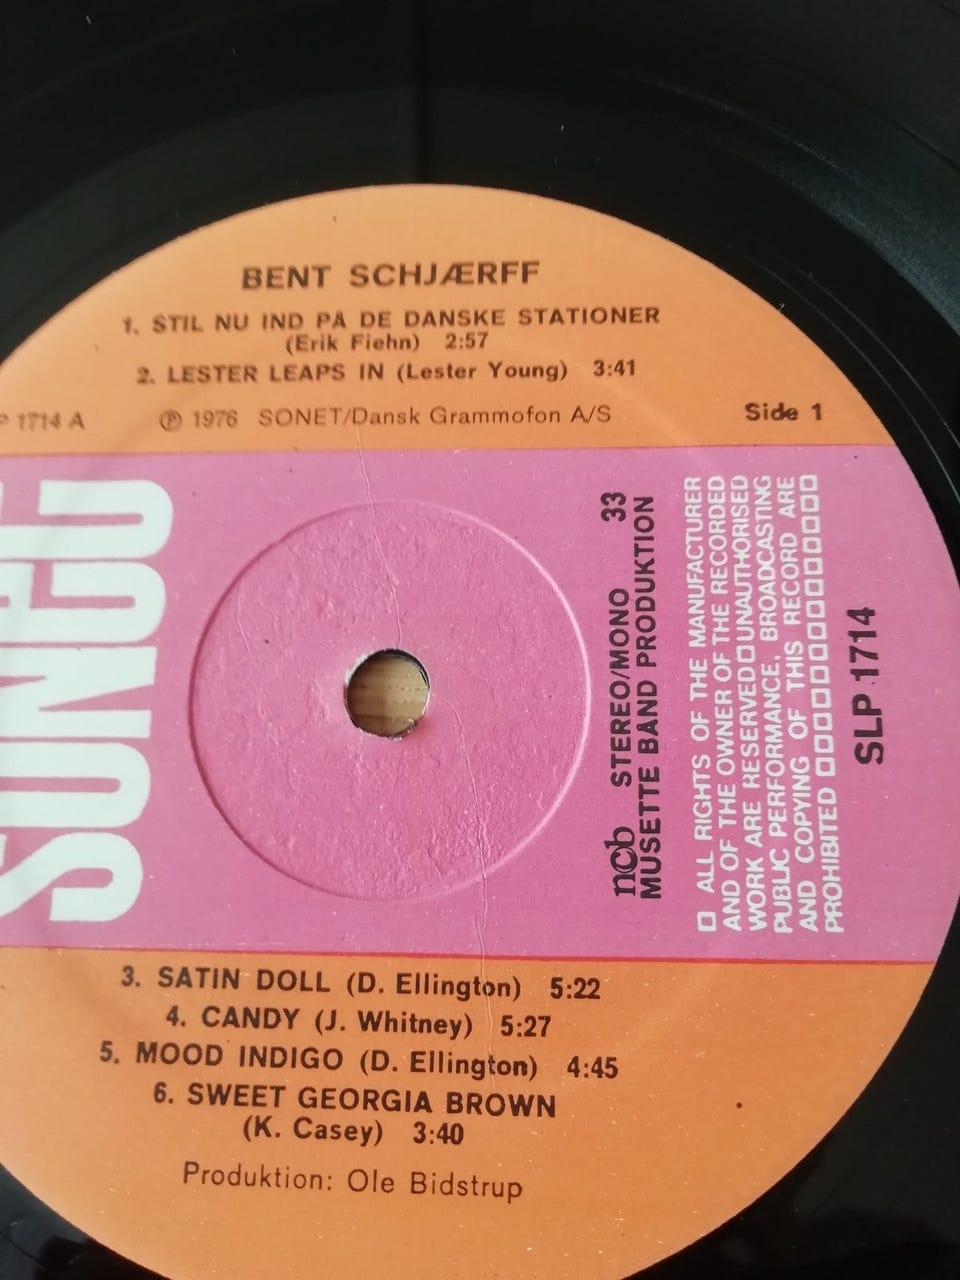 BENT SCHJÆRFF
1. STIL NU IND PÅ DE DANSKE STATIONER
(Erik Fiehn) 2:57
2. LESTER LEAPS IN (Lester Young) 3:41
P 1714 A
℗ 1976 SONET/Dansk Grammofon A/S
Side 1
ncb STEREO/MONO 33
MUSETTE BAND PRODUKTION
□ ALL RIGHTS OF THE MANUFACTURER
AND OF THE OWNER OF THE RECORDED
WORK ARE RESERVED□UNAUTHORISED
PUBLIC PERFORMANCE, BROADCASTING
AND COPYING OF THIS RECORD ARE
PROHIBITED
SLP 1714
3. SATIN DOLL (D. Ellington) 5:22
4. CANDY (J. Whitney) 5:27
5. MOOD INDIGO (D. Ellington) 4:45
6. SWEET GEORGIA BROWN
(K. Casey) 3:40
Produktion: Ole Bidstrup